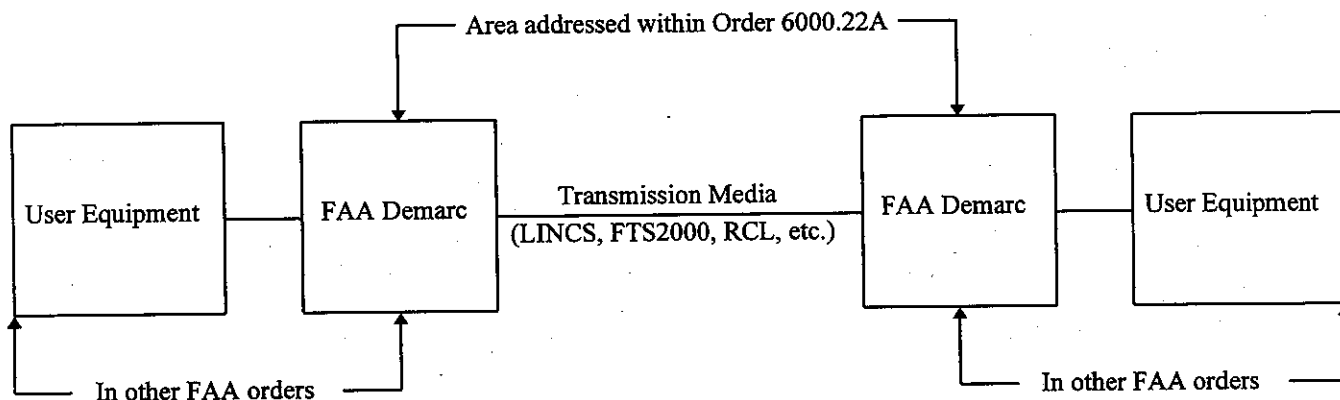 Area addressed within Order 6000.22A
User Equipment
FAA Demarc
Transmission Media
(LINCS, FTS2000, RCL, etc.)
FAA Demarc
User Equipment
In other FAA orders
In other FAA orders